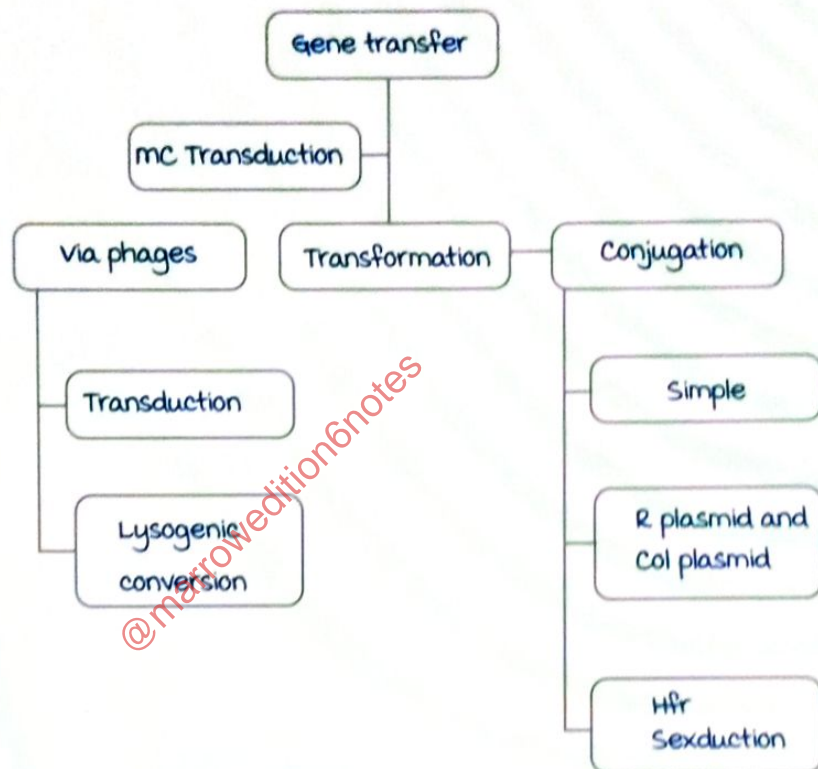 Gene transfer
mC Transduction
Via phages
Transformation
Conjugation
Transduction
Simple
Lysogenic
conversion
R plasmid and
Col plasmid
Hfr
Sexduction
@marrowedition6notes